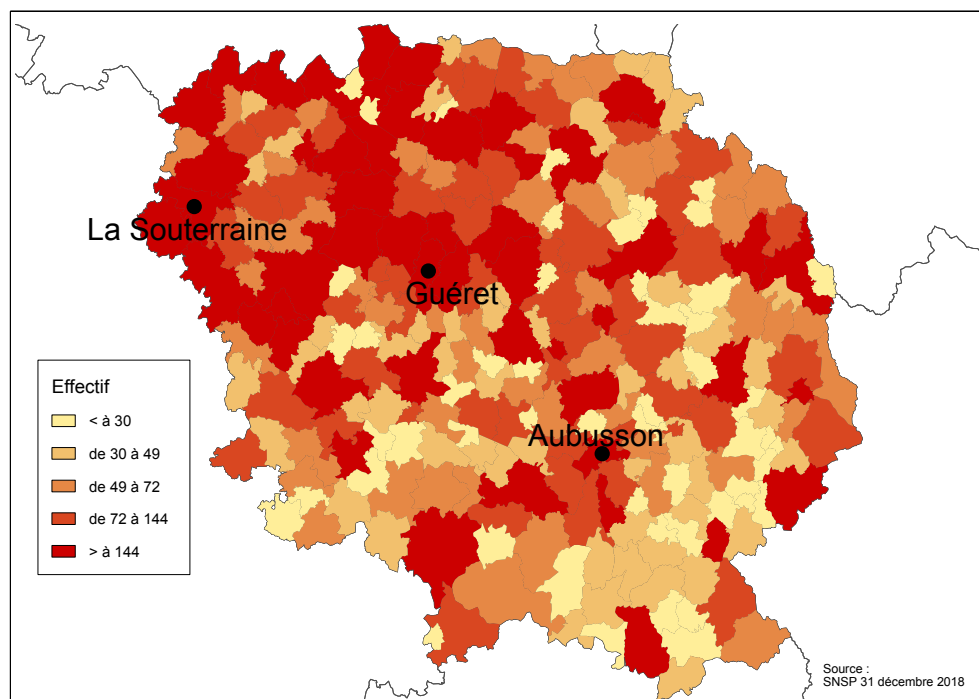 La Souterraine
Guéret
Effectif
< à 30
de 30 à 49
de 49 à 72
de 72 à 144
> à 144
Aubusson
Source :
SNSP 31 décembre 2018